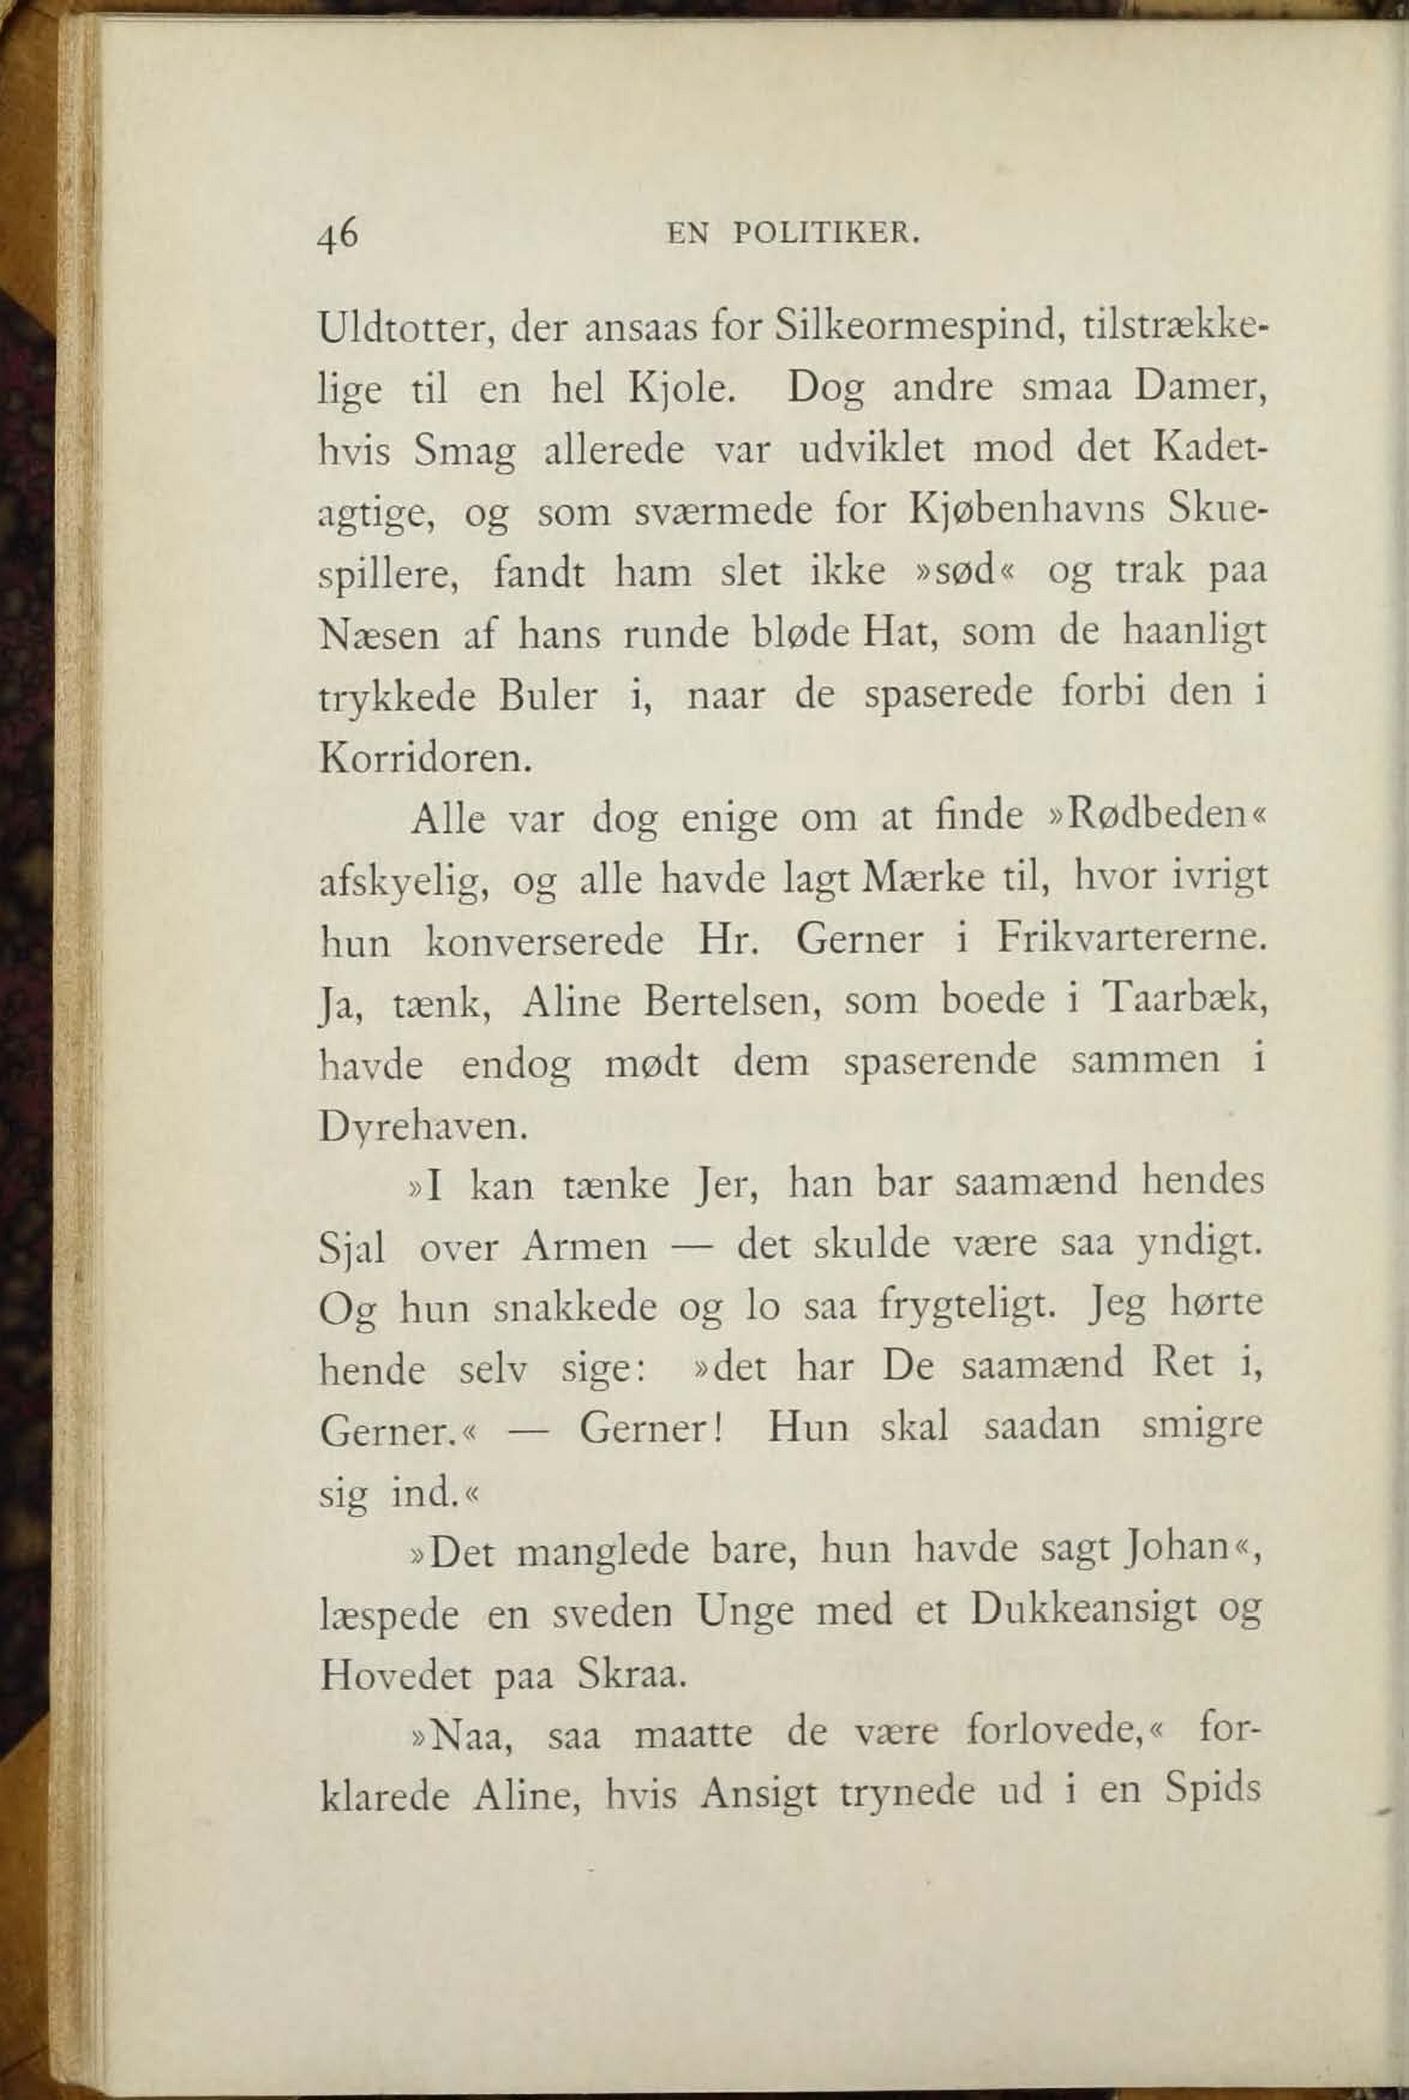 46 EN POLITIKER.
Uldtotter, der ansaas for Silkeormespind, tilstrække-
lige til en hel Kjole. Dog andre smaa Damer,
hvis Smag allerede var udviklet mod det Kadet-
agtige, og som sværmede for Kjøbenhavns Skue-
spillere, fandt ham slet ikke »sød« og trak paa
Næsen af hans runde bløde Hat, som de haanligt
trykkede Buler i, naar de spaserede forbi den i
Korridoren.
Alle var dog enige om at finde »Rødbeden«
afskyelig, og alle havde lagt Mærke til, hvor ivrigt
hun konverserede Hr. Gerner i Frikvartererne.
Ja, tænk, Aline Bertelsen, som boede i Taarbæk,
havde endog mødt dem spaserende sammen i
Dyrehaven.
»I kan tænke Jer, han bar saamænd hendes
Sjal over Armen — det skulde være saa yndigt.
Og hun snakkede og lo saa frygteligt. Jeg hørte
hende selv sige: »det har De saamænd Ret i,
Gerner.« — Gerner! Hun skal saadan smigre
sig ind.«
»Det manglede bare, hun havde sagt Johan«,
læspede en sveden Unge med et Dukkeansigt og
Hovedet paa Skraa.
»Naa, saa maatte de være forlovede,« for-
klarede Aline, hvis Ansigt trynede ud i en Spids